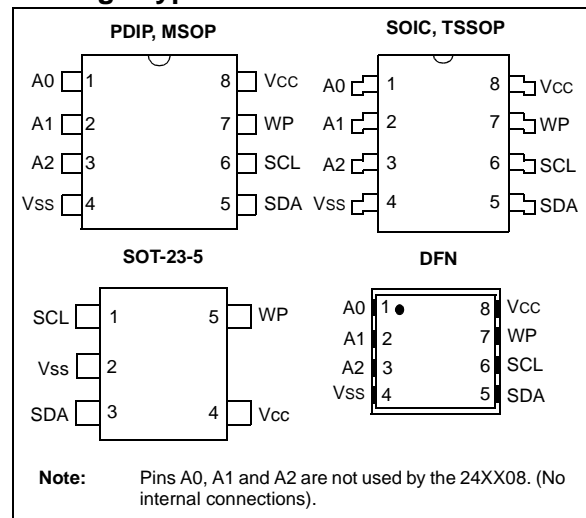 PDIP, MSOP
A0 1 8 VCC
A1 2 7 WP
A2 3 6 SCL
VSS 4 5 SDA
SOIC, TSSOP
A0 1 8 VCC
A1 2 7 WP
A2 3 6 SCL
VSS 4 5 SDA
SOT-23-5
SCL 1 5 WP
Vss 2
SDA 3 4 Vcc
DFN
A0 1 8 VCC
A1 2 7 WP
A2 3 6 SCL
VSS 4 5 SDA
Note: Pins A0, A1 and A2 are not used by the 24XX08. (No
internal connections).